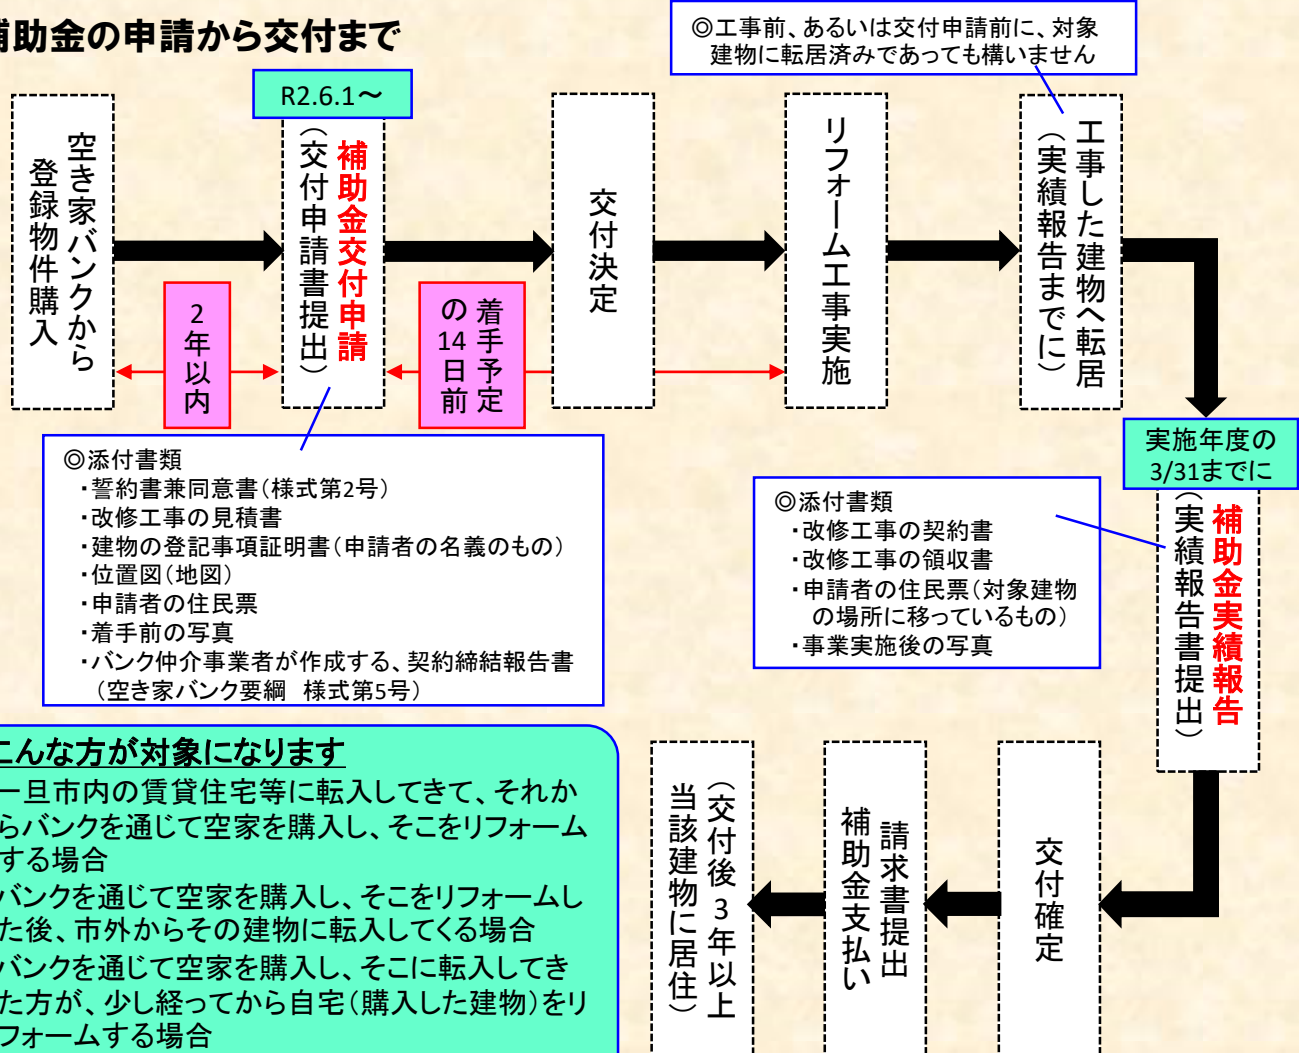 補助金の申請から交付まで
◎工事前、あるいは交付申請前に、対象
建物に転居済みであっても構いません
空き家バンクから
登録物件購入
2年以内
R2.6.1～
補助金交付申請
（交付申請書提出）
着手予定
の14日前
交付決定
リフォーム工事実施
工事した建物へ転居
（実績報告までに）
◎添付書類
・誓約書兼同意書（様式第2号）
・改修工事の見積書
・建物の登記事項証明書（申請者の名義のもの）
・位置図（地図）
・申請者の住民票
・着手前の写真
・バンク仲介事業者が作成する、契約締結報告書
（空き家バンク要綱　様式第5号）
実施年度の
3/31までに
補助金実績報告
（実績報告書提出）
◎添付書類
・改修工事の契約書
・改修工事の領収書
・申請者の住民票（対象建物
の場所に移っているもの）
・事業実施後の写真
交付確定
請求書提出
補助金支払い
（交付後3年以上
当該建物に居住）
こんな方が対象になります
一旦市内の賃貸住宅等に転入してきて、それか
らバンクを通じて空家を購入し、そこをリフォーム
する場合
バンクを通じて空家を購入し、そこをリフォームし
た後、市外からその建物に転入してくる場合
バンクを通じて空家を購入し、そこに転入してき
た方が、少し経ってから自宅（購入した建物）をリ
フォームする場合